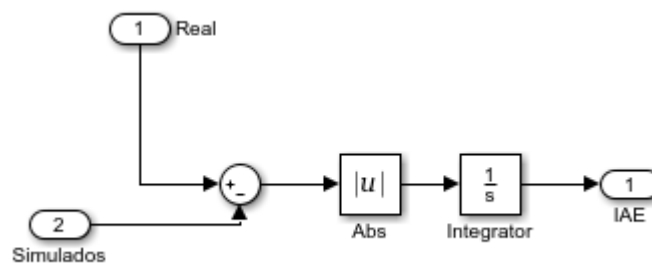 1
Real
+
-
|u|
Abs
1
s
Integrator
1
IAE
2
Simulados